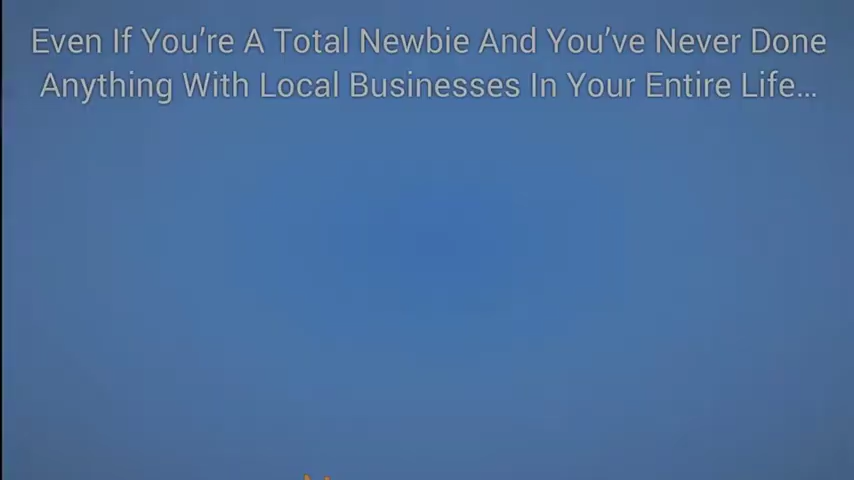 Even If You’re A Total Newbie And You’ve Never Done
Anything With Local Businesses In Your Entire Life…